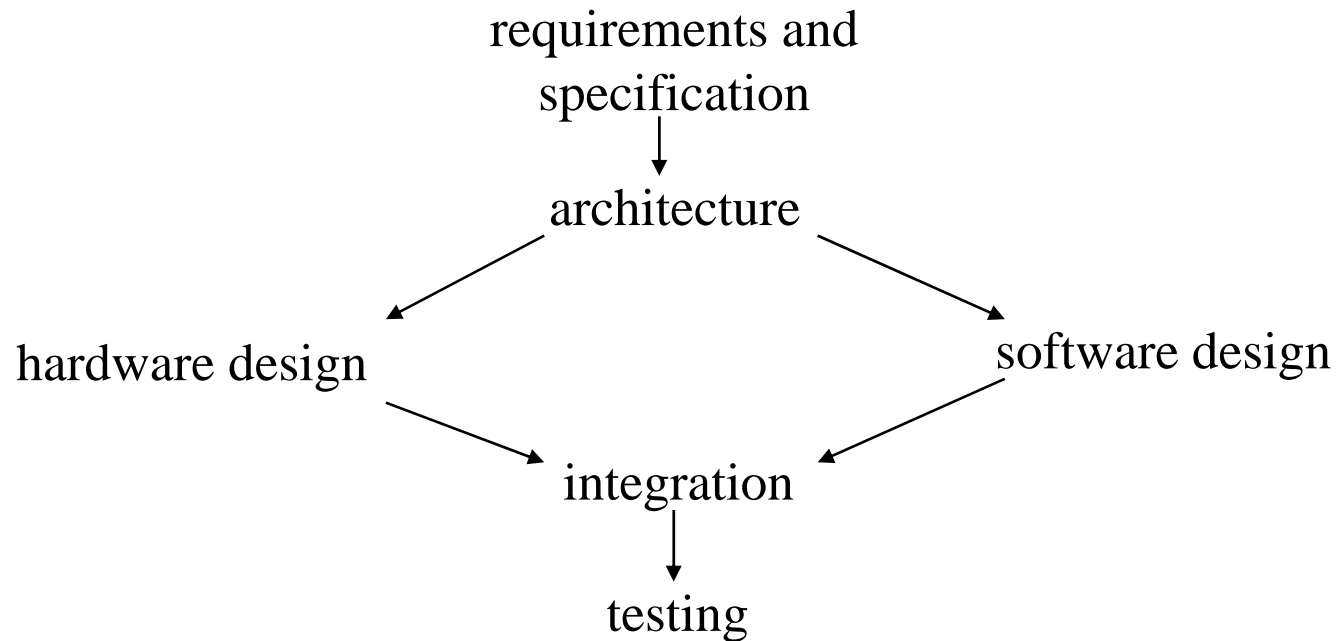 requirements and
specification
architecture
hardware design
software design
integration
testing